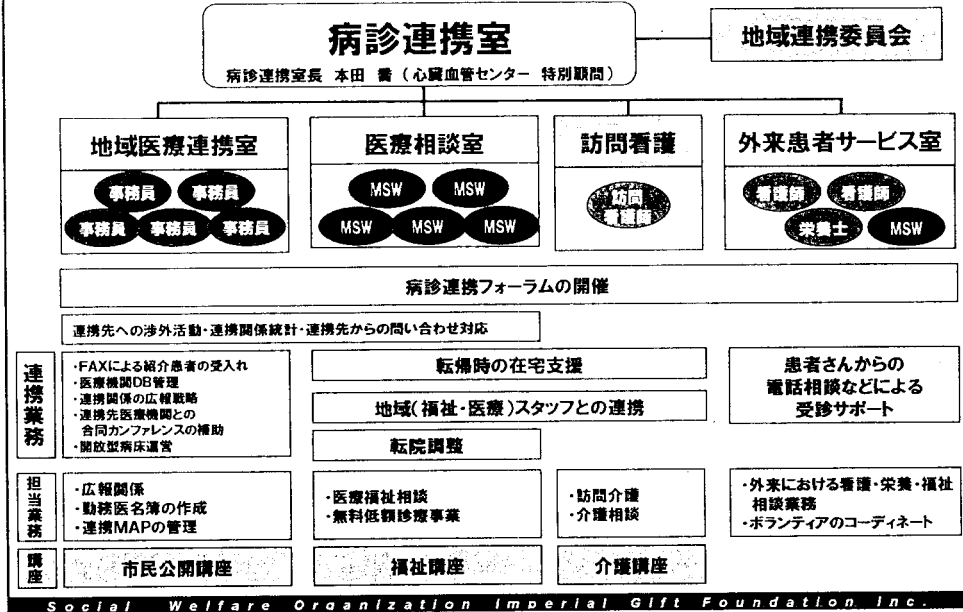 病診連携室
病診連携室長 本田 喬(心臓血管センター 特別顧問)
地域連携委員会
地域医療連携室
事務員 事務員
事務員 事務員 事務員
医療相談室
MSW MSW
MSW MSW MSW
訪問看護
訪問
看護師
外来患者サービス室
看護師 看護師
栄養士 MSW
病診連携フォーラムの開催
連携先への渉外活動・連携関係統計・連携先からの問い合わせ対応
連携業務
・FAXによる紹介患者の受入れ
・医療機関DB管理
・連携関係の広報戦略
・連携先医療機関との
合同カンファレンスの補助
・開放型病床運営
転帰時の在宅支援
地域(福祉・医療)スタッフとの連携
転院調整
患者さんからの
電話相談などによる
受診サポート
担当業務
・広報関係
・勤務医名簿の作成
・連携MAPの管理
・医療福祉相談
・無料低額診療事業
・訪問介護
・介護相談
・外来における看護・栄養・福祉
相談業務
・ボランティアのコーディネート
講座
市民公開講座
福祉講座
介護講座
Social Welfare Organization Imperial Gift Foundation Inc.